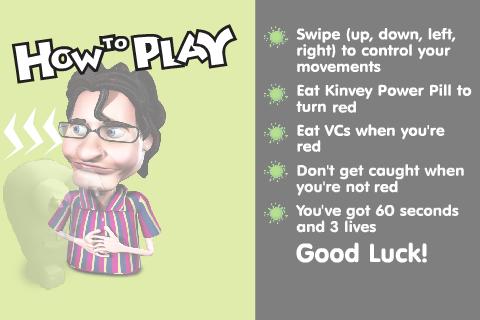 HOW TO PLAY
Swipe (up, down, left,
right) to control your
movements
Eat Kinvey Power Pill to
turn red
Eat VCs when you're
red
Don't get caught when
you're not red
You've got 60 seconds
and 3 lives
Good Luck!